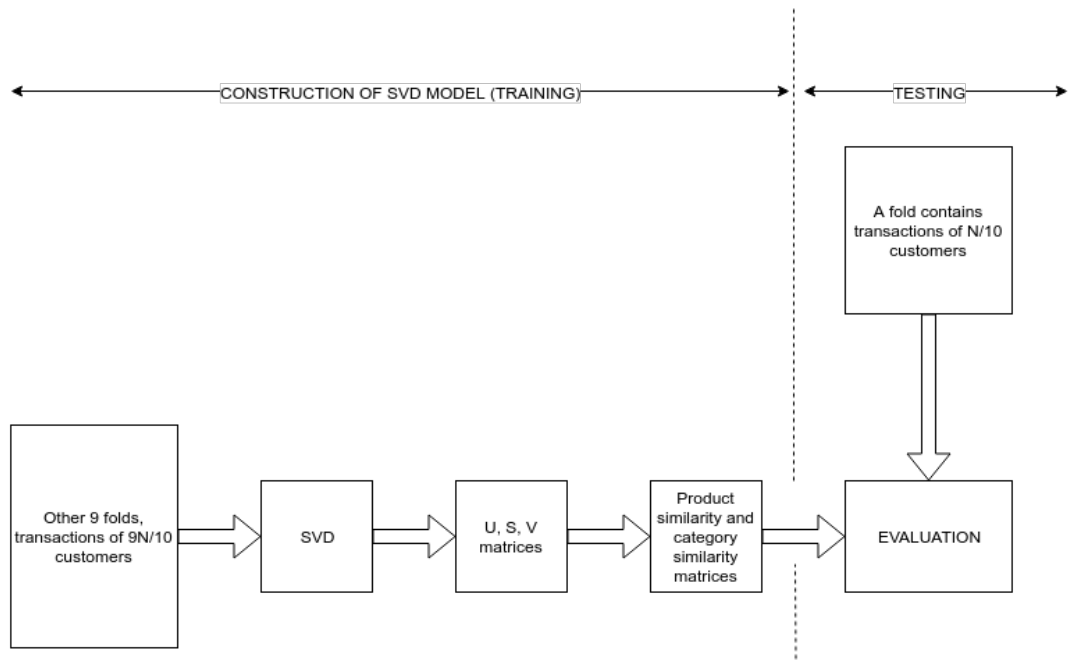 CONSTRUCTION OF SVD MODEL (TRAINING)
TESTING
A fold contains
transactions of N/10
customers
Other 9 folds,
transactions of 9N/10
customers
SVD
U, S, V
matrices
Product
similarity and
category
similarity
matrices
EVALUATION